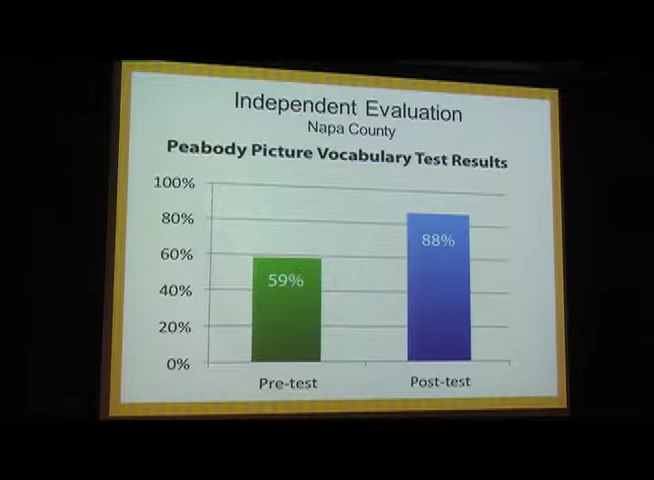 Independent Evaluation
Napa County
Peabody Picture Vocabulary Test Results
100%
80%
60%
40%
20%
0%
59%
88%
Pre-test
Post-test